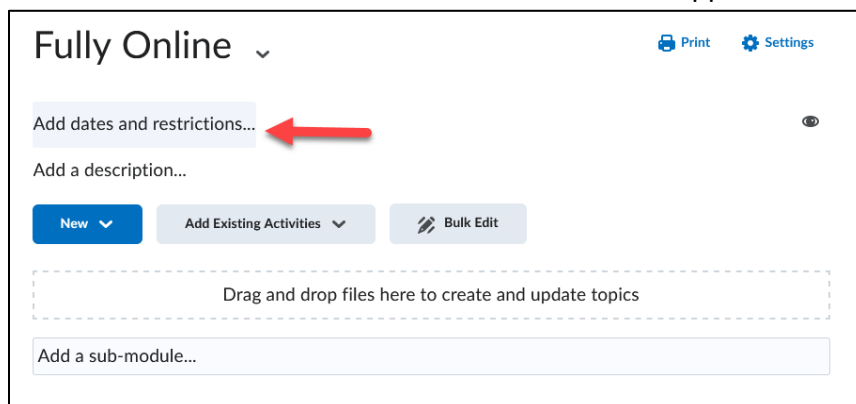 Fully Online
Print
Settings
Add dates and restrictions...
Add a description...
New
Add Existing Activities
Bulk Edit
Drag and drop files here to create and update topics
Add a sub-module...